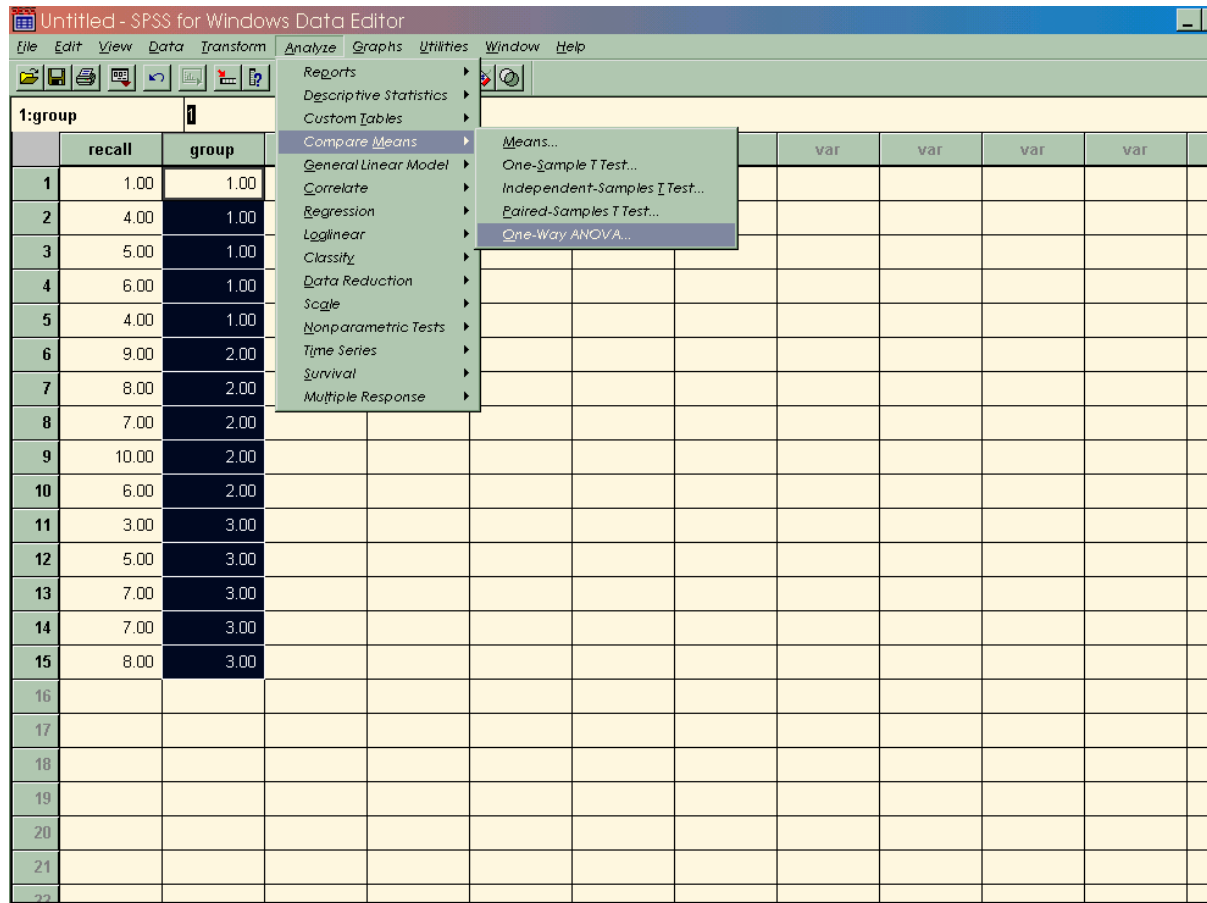 Untitled - SPSS for Windows Data Editor
File Edit View Data Transform Analyze Graphs Utilities Window Help
1:group 1
Reports
Descriptive Statistics
Custom Tables
Compare Means
General Linear Model
Correlate
Regression
Loglinear
Classify
Data Reduction
Scale
Nonparametric Tests
Time Series
Survival
Multiple Response
Means...
One-Sample T Test...
Independent-Samples T Test...
Paired-Samples T Test...
One-Way ANOVA...
recall group var var var var
1 1.00 1.00
2 4.00 1.00
3 5.00 1.00
4 6.00 1.00
5 4.00 1.00
6 9.00 2.00
7 8.00 2.00
8 7.00 2.00
9 10.00 2.00
10 6.00 2.00
11 3.00 3.00
12 5.00 3.00
13 7.00 3.00
14 7.00 3.00
15 8.00 3.00
16
17
18
19
20
21
22